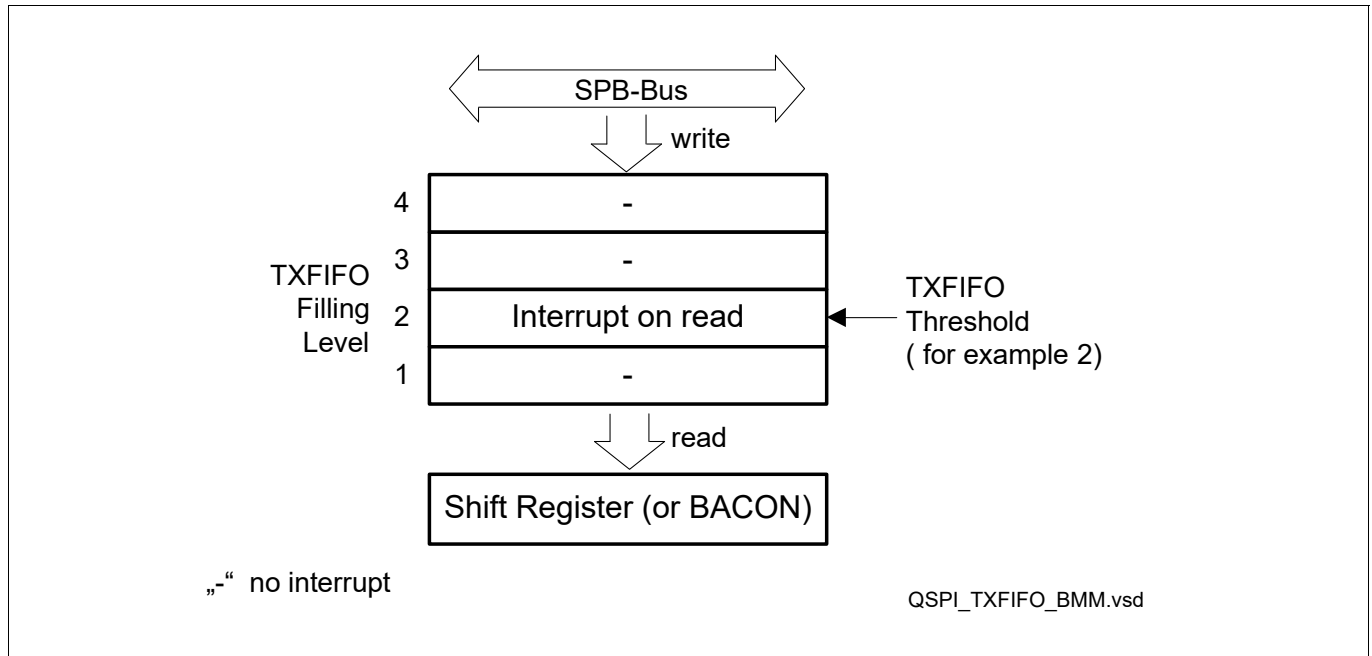 SPB-Bus
write
4
-
3
-
TXFIFO
Filling
Level
2
Interrupt on read
TXFIFO
Threshold
( for example 2)
1
-
read
Shift Register (or BACON)
„-“ no interrupt
QSPI_TXFIFO_BMM.vsd